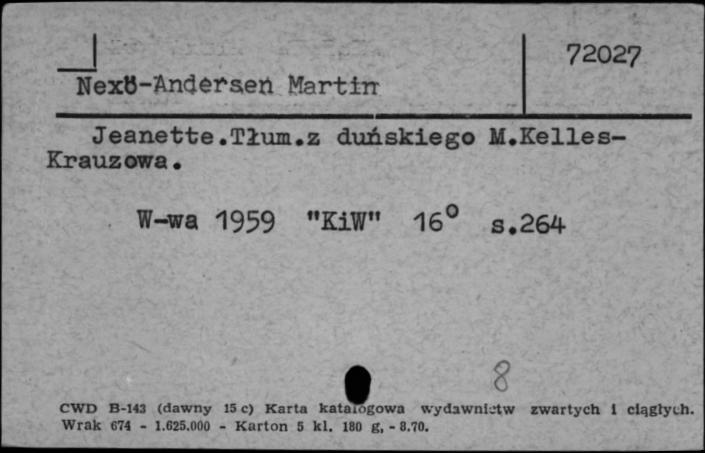 72027
Nexö-Andersen Martin
Jeanette.Tłum.z duńskiego M.Kelles-
Krauzowa.
W-wa 1959 "KiW" 16° s.264
8
CWD B-143 (dawny 15 c) Karta katalogowa wydawnictw zwartych i ciągłych.
Wrak 674 - 1.625.000 - Karton 5 kl. 180 g, - 8.70.